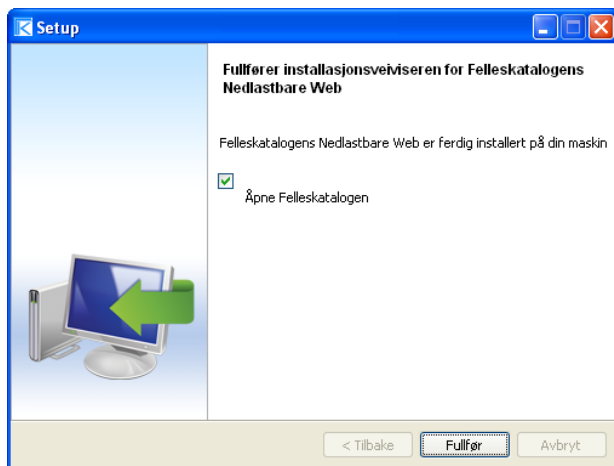 Setup
Fullfører installasjonsveiviseren for Felleskatalogens
Nedlastbare Web
Felleskatalogens Nedlastbare Web er ferdig installert på din maskin
Åpne Felleskatalogen
< Tilbake
Fullfør
Avbryt